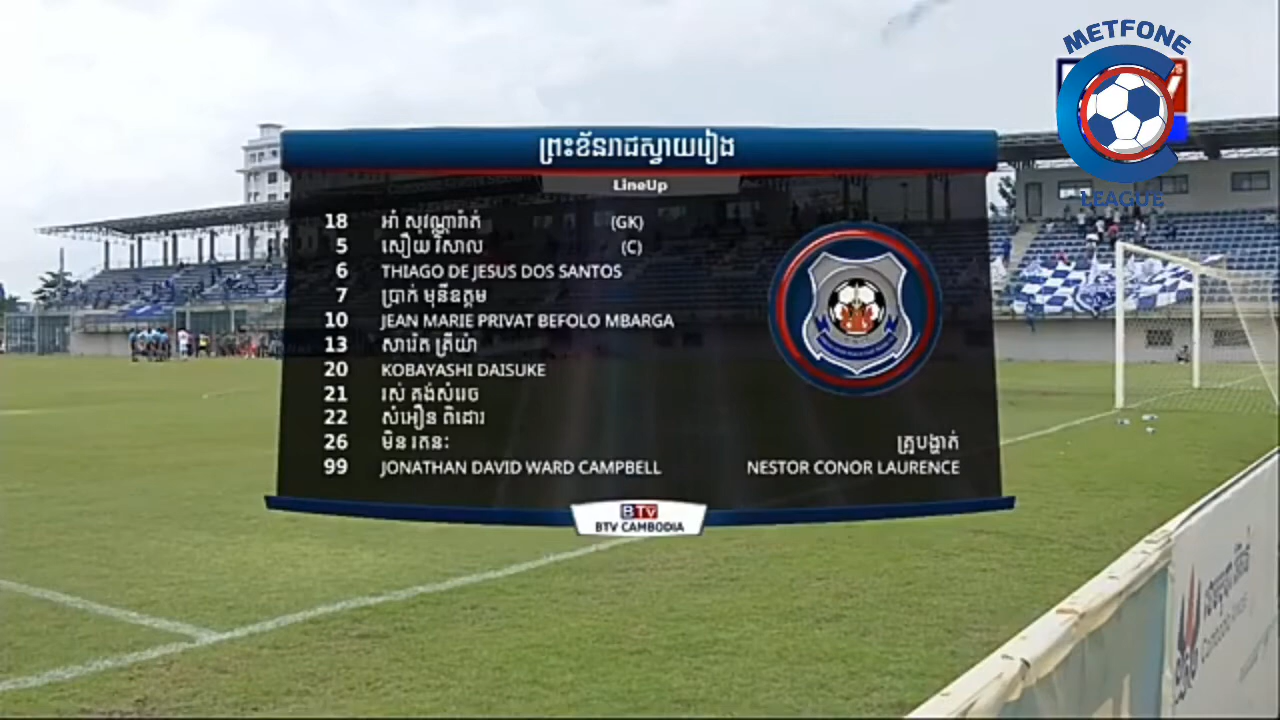 METFONE
LEAGUE
ព្រះខ័នរាជស្វាយរៀង
LineUp
18 អាំ សុវណ្ណារ៉ាត់ (GK)
5 សឿយ វិសាល (C)
6 THIAGO DE JESUS DOS SANTOS
7 ប្រាក់ មុនីឧត្តម
10 JEAN MARIE PRIVAT BEFOLO MBARGA
13 សារ៉េត គ្រីយ៉ា
20 KOBAYASHI DAISUKE
21 រស់ គង់សំរេច
22 សំអឿន ពិដោរ
26 មិន រតនៈ
99 JONATHAN DAVID WARD CAMPBELL
គ្រូបង្ហាត់
NESTOR CONOR LAURENCE
BTV
BTV CAMBODIA